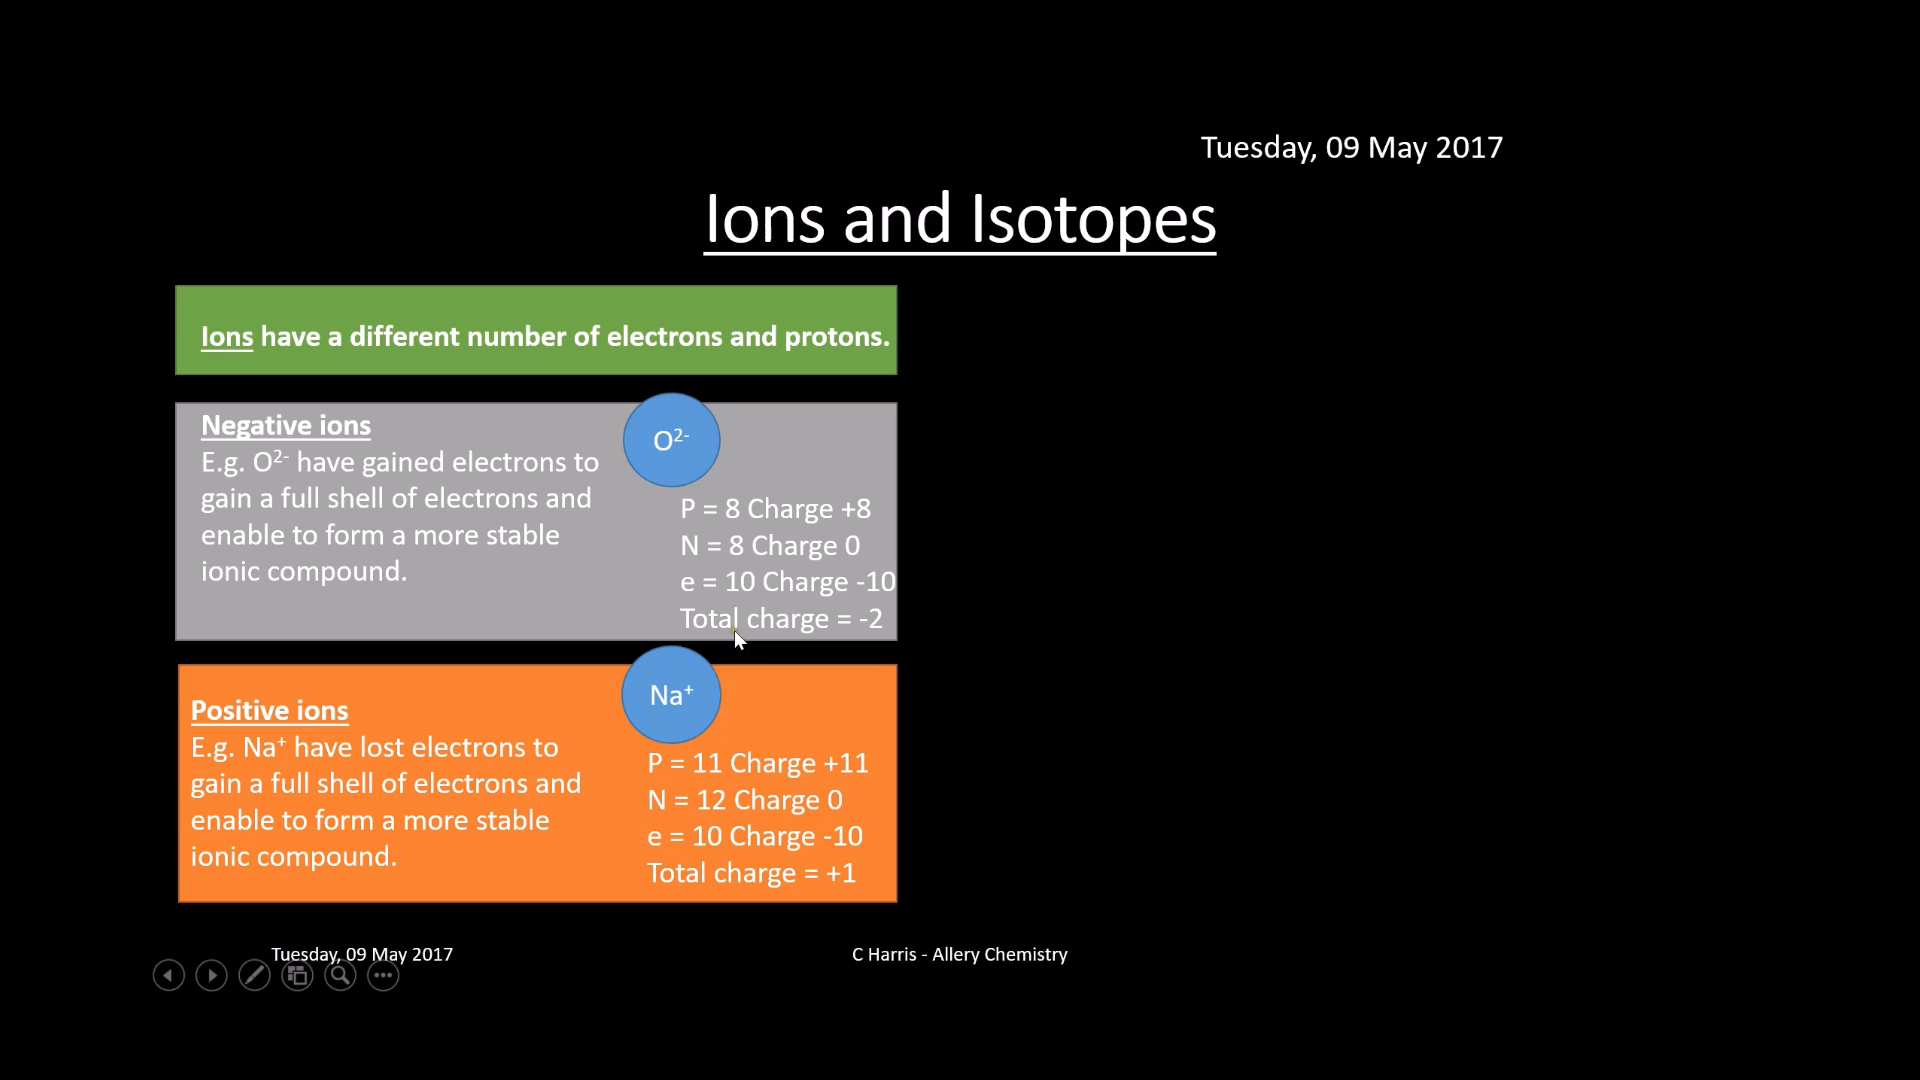 Tuesday, 09 May 2017
Ions and Isotopes
Ions have a different number of electrons and protons.
Negative ions
E.g. O²⁻ have gained electrons to
gain a full shell of electrons and
enable to form a more stable
ionic compound.
O²⁻
P = 8 Charge +8
N = 8 Charge 0
e = 10 Charge -10
Total charge = -2
Positive ions
E.g. Na⁺ have lost electrons to
gain a full shell of electrons and
enable to form a more stable
ionic compound.
Na⁺
P = 11 Charge +11
N = 12 Charge 0
e = 10 Charge -10
Total charge = +1
Tuesday, 09 May 2017
C Harris - Allery Chemistry